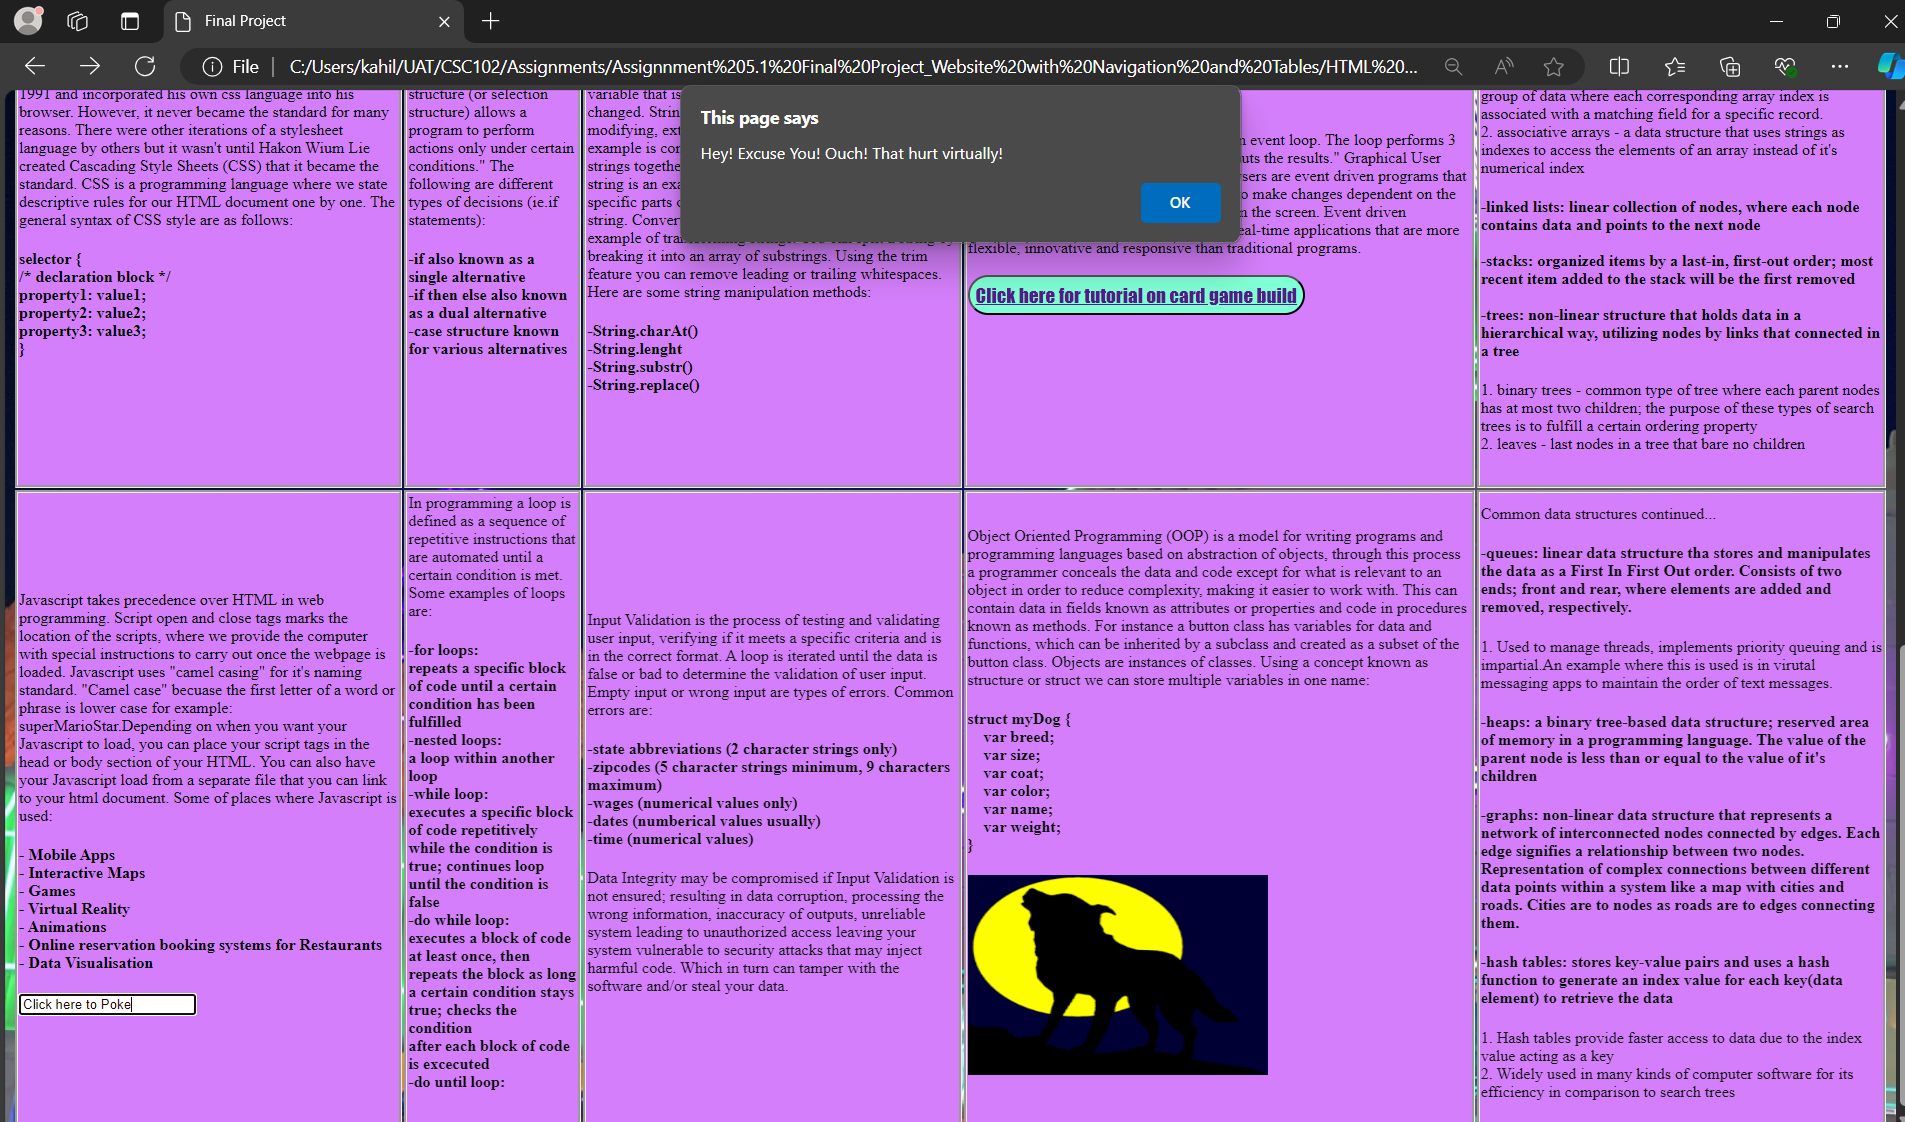 Final Project
File
C:/Users/kahil/UAT/CSC102/Assignments/Assignnment%205.1%20Final%20Project_Website%20with%20Navigation%20and%20Tables/HTML%20...
This page says
Hey! Excuse You! Ouch! That hurt virtually!
OK
1991 and incorporated his own css language into his
browser. However, it never became the standard for many
reasons. There were other iterations of a stylesheet
language by others but it wasn't until Hakon Wium Lie
created Cascading Style Sheets (CSS) that it became the
standard. CSS is a programming language where we state
descriptive rules for our HTML document one by one. The
general syntax of CSS style are as follows:
selector {
/* declaration block */
property1: value1;
property2: value2;
property3: value3;
}
structure (or selection
structure) allows a
program to perform
actions only under certain
conditions." The
following are different
types of decisions (ie.if
statements):
-if also known as a
single alternative
-if then else also known
as a dual alternative
-case structure known
for various alternatives
variable that is
changed. Strin
modifying, ext
example is con
strings togethe
string is an exa
specific parts o
string. Conver
example of
breaking it into an array of substrings. Using the trim
feature you can remove leading or trailing whitespaces.
Here are some string manipulation methods:
-String.charAt()
-String.lenght
-String.substr()
-String.replace()
n event loop. The loop performs 3
uts the results." Graphical User
sers are event driven programs that
o make changes dependent on the
n the screen. Event driven
eal-time applications that are more
flexible, innovative and responsive than traditional programs.
Click here for tutorial on card game build
group of data where each corresponding array index is
associated with a matching field for a specific record.
2. associative arrays - a data structure that uses strings as
indexes to access the elements of an array instead of it's
numerical index
-linked lists: linear collection of nodes, where each node
contains data and points to the next node
-stacks: organized items by a last-in, first-out order; most
recent item added to the stack will be the first removed
-trees: non-linear structure that holds data in a
hierarchical way, utilizing nodes by links that connected in
a tree
1. binary trees - common type of tree where each parent nodes
has at most two children; the purpose of these types of search
trees is to fulfill a certain ordering property
2. leaves - last nodes in a tree that bare no children
Javascript takes precedence over HTML in web
programming. Script open and close tags marks the
location of the scripts, where we provide the computer
with special instructions to carry out once the webpage is
loaded. Javascript uses "camel casing" for it's naming
standard. "Camel case" becuase the first letter of a word or
phrase is lower case for example:
superMarioStar.Depending on when you want your
Javascript to load, you can place your script tags in the
head or body section of your HTML. You can also have
your Javascript load from a separate file that you can link
to your html document. Some of places where Javascript is
used:
- Mobile Apps
- Interactive Maps
- Games
- Virtual Reality
- Animations
- Online reservation booking systems for Restaurants
- Data Visualisation
Click here to Poke
In programming a loop is
defined as a sequence of
repetitive instructions that
are automated until a
certain condition is met.
Some examples of loops
are:
-for loops:
repeats a specific block
of code until a certain
condition has been
fulfilled
-nested loops:
a loop within another
loop
-while loop:
executes a specific block
of code repetitively
while the condition is
true; continues loop
until the condition is
false
-do while loop:
executes a block of code
at least once, then
repeats the block as long
a certain condition stays
true; checks the
condition
after each block of code
is excecuted
-do until loop:
Input Validation is the process of testing and validating
user input, verifying if it meets a specific criteria and is
in the correct format. A loop is iterated until the data is
false or bad to determine the validation of user input.
Empty input or wrong input are types of errors. Common
errors are:
-state abbreviations (2 character strings only)
-zipcodes (5 character strings minimum, 9 characters
maximum)
-wages (numerical values only)
-dates (numberical values usually)
-time (numerical values)
Data Integrity may be compromised if Input Validation is
not ensured; resulting in data corruption, processing the
wrong information, inaccuracy of outputs, unreliable
system leading to unauthorized access leaving your
system vulnerable to security attacks that may inject
harmful code. Which in turn can tamper with the
software and/or steal your data.
Object Oriented Programming (OOP) is a model for writing programs and
programming languages based on abstraction of objects, through this process
a programmer conceals the data and code except for what is relevant to an
object in order to reduce complexity, making it easier to work with. This can
contain data in fields known as attributes or properties and code in procedures
known as methods. For instance a button class has variables for data and
functions, which can be inherited by a subclass and created as a subset of the
button class. Objects are instances of classes. Using a concept known as
structure or struct we can store multiple variables in one name:
struct myDog {
var breed;
var size;
var coat;
var color;
var name;
var weight;
}
Common data structures continued...
-queues: linear data structure tha stores and manipulates
the data as a First In First Out order. Consists of two
ends; front and rear, where elements are added and
removed, respectively.
1. Used to manage threads, implements priority queuing and is
impartial.An example where this is used is in virutal
messaging apps to maintain the order of text messages.
-heaps: a binary tree-based data structure; reserved area
of memory in a programming language. The value of the
parent node is less than or equal to the value of it's
children
-graphs: non-linear data structure that represents a
network of interconnected nodes connected by edges. Each
edge signifies a relationship between two nodes.
Representation of complex connections between different
data points within a system like a map with cities and
roads. Cities are to nodes as roads are to edges connecting
them.
-hash tables: stores key-value pairs and uses a hash
function to generate an index value for each key(data
element) to retrieve the data
1. Hash tables provide faster access to data due to the index
value acting as a key
2. Widely used in many kinds of computer software for its
efficiency in comparison to search trees